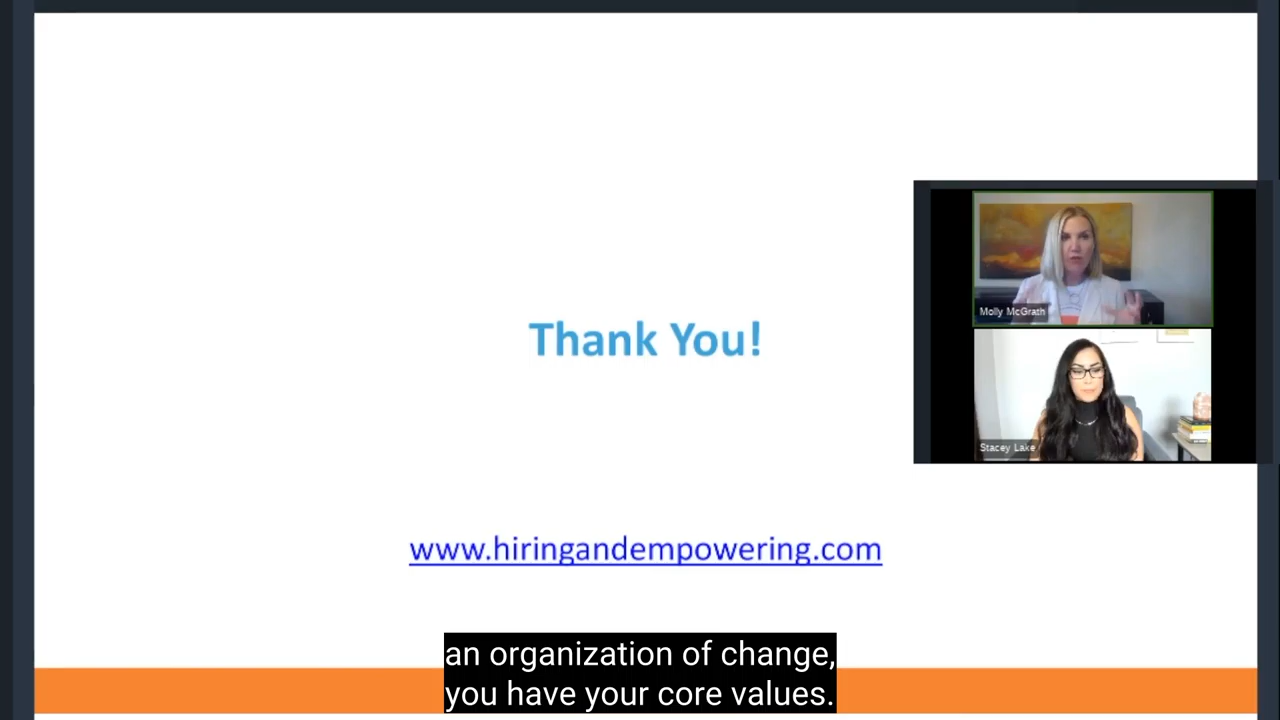 Molly McGrath
Thank You!
Stacey Lake
www.hiringandempowering.com
an organization of change,
you have your core values.